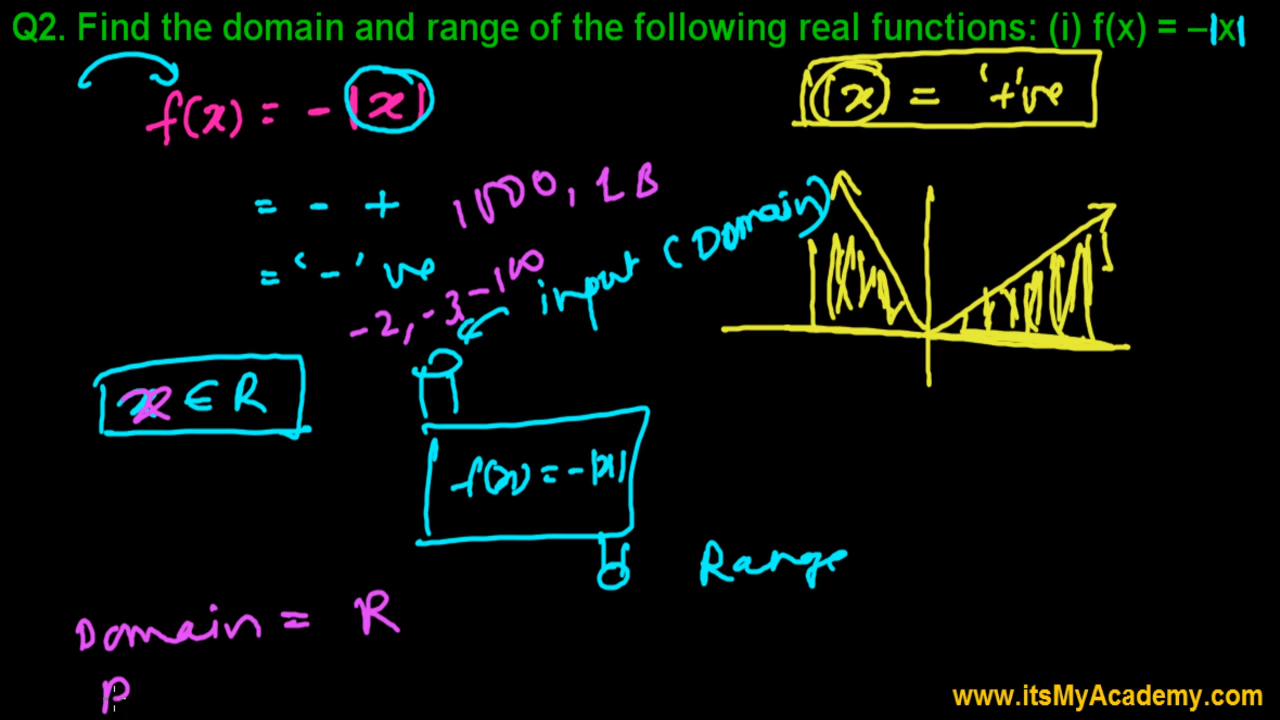 Q2. Find the domain and range of the following real functions: (i) f(x) = –|x|
f(x) = - |x|
|x| = '+'ve
= - + 1000, 1B
= '-' ve
-2, -3, -100
input (Domain)
x ∈ R
f(x) = -|x|
Range
Domain = R
R
www.itsMyAcademy.com